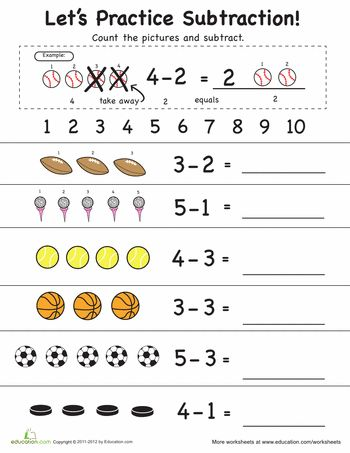 Let's Practice Subtraction!
Count the pictures and subtract.
Example:
1 2 3 4 4-2 = 2 1 2
4 take away 2 equals 2
1 2 3 4 5 6 7 8 9 10
1 2 3
3-2 =
1 2 3 4 5
5-1 =
4-3 =
3-3 =
5-3 =
4-1 =
education.com Copyright © 2011-2012 by Education.com More worksheets at www.education.com/worksheets